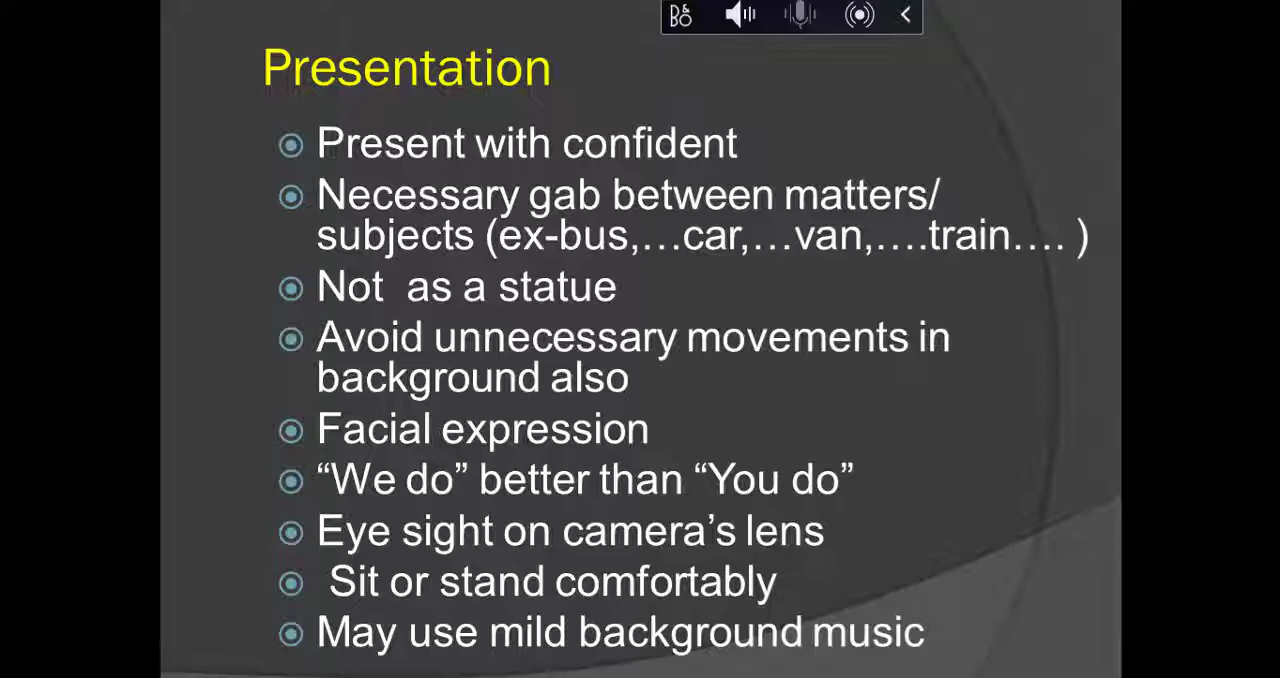 B&O
Presentation
Present with confident
Necessary gab between matters/
subjects (ex-bus,…car,…van,….train…. )
Not  as a statue
Avoid unnecessary movements in
background also
Facial expression
“We do” better than “You do”
Eye sight on camera’s lens
Sit or stand comfortably
May use mild background music